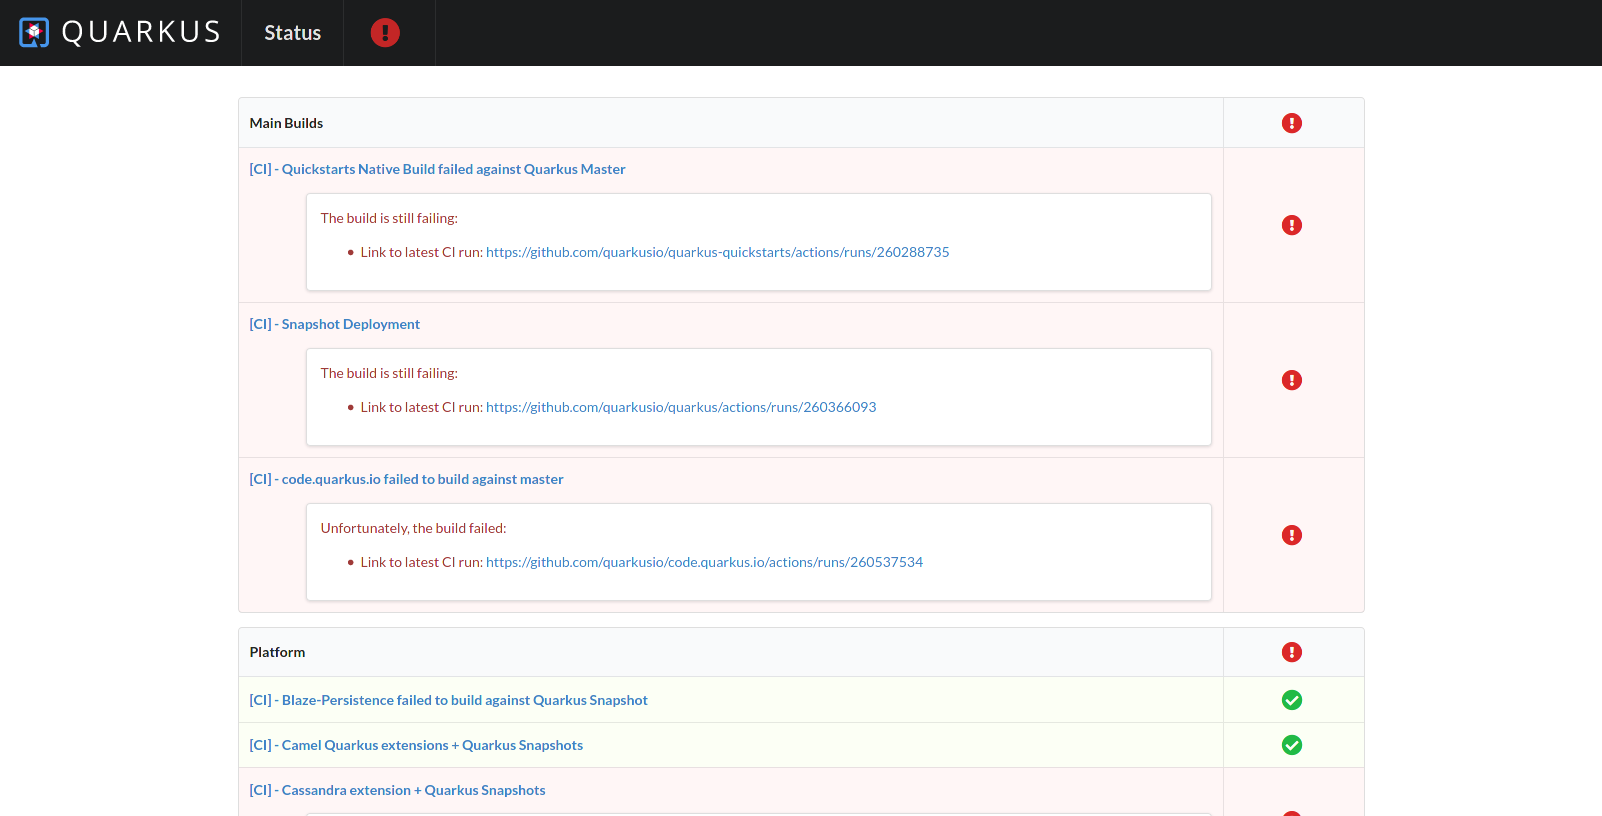 QUARKUS
Status
Main Builds
[CI] - Quickstarts Native Build failed against Quarkus Master
The build is still failing:
• Link to latest CI run: https://github.com/quarkusio/quarkus-quickstarts/actions/runs/260288735
[CI] - Snapshot Deployment
The build is still failing:
• Link to latest CI run: https://github.com/quarkusio/quarkus/actions/runs/260366093
[CI] - code.quarkus.io failed to build against master
Unfortunately, the build failed:
• Link to latest CI run: https://github.com/quarkusio/code.quarkus.io/actions/runs/260537534
Platform
[CI] - Blaze-Persistence failed to build against Quarkus Snapshot
[CI] - Camel Quarkus extensions + Quarkus Snapshots
[CI] - Cassandra extension + Quarkus Snapshots